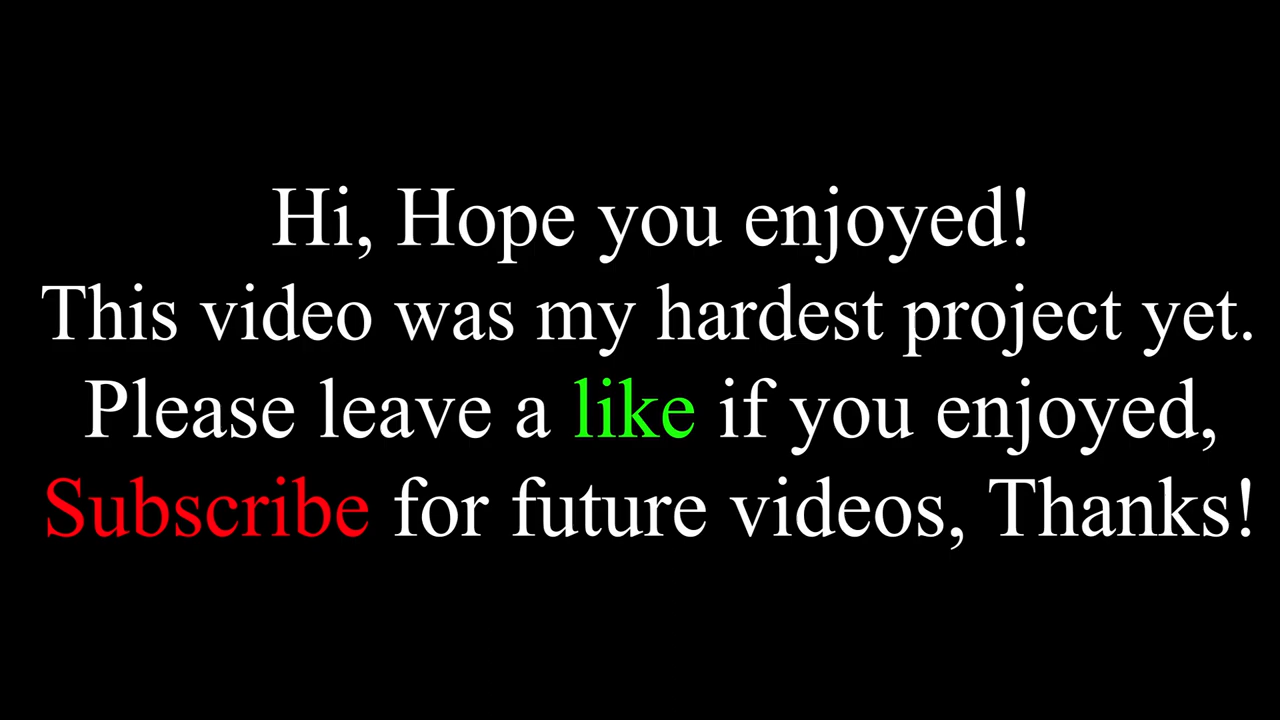 Hi, Hope you enjoyed!
This video was my hardest project yet.
Please leave a like if you enjoyed,
Subscribe for future videos, Thanks!